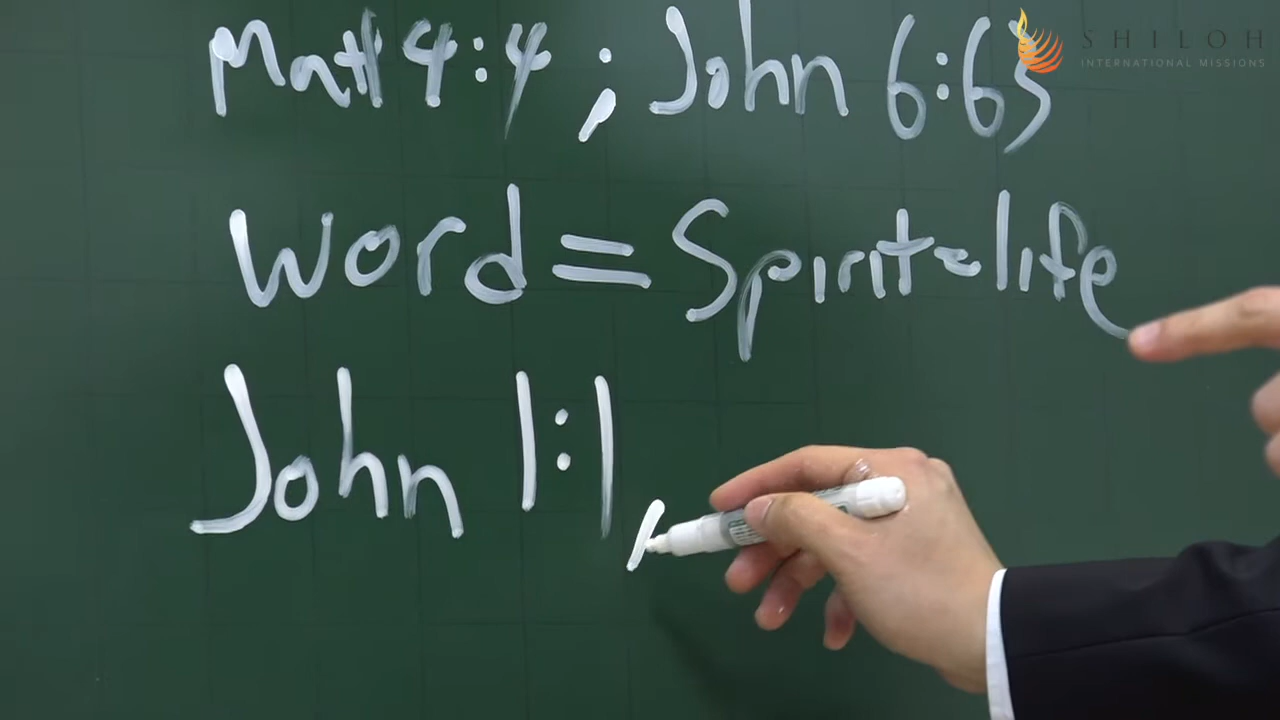 Matt 4:4 ; John 6:63
SHILOH
INTERNATIONAL MISSIONS
Word = Spirit = life
John 1:1,